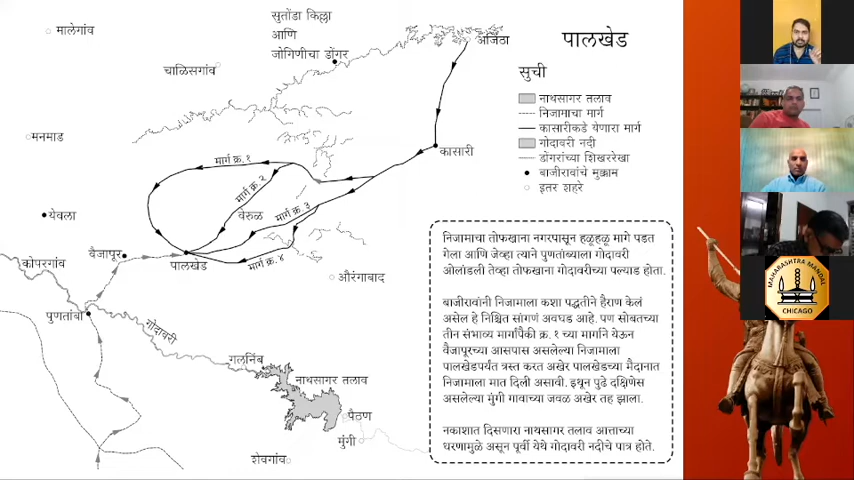 पालखेड
सूची
नाथसागर तलाव
निजामाचा मार्ग
कासारीकडे येणारा मार्ग
गोदावरी नदी
डोंगरांच्या शिखररेखा
बाजीरावांचे मुक्काम
इतर शहरे
सुतोंडा किल्ला
आणि
जोगिणीचा डोंगर
मालेगांव
चाळिसगांव
अजिंठा
मनमाड
कासारी
मार्ग क्र. १
मार्ग क्र. २
मार्ग क्र. ३
मार्ग क्र. ४
वेरुळ
येवला
वैजापूर
पालखेड
कोपरगांव
औरंगाबाद
पुणतांबा
गोदावरी
गलनिंब
नाथसागर तलाव
पैठण
मुंगी
शेवगांव
निजामाचा तोफखाना नगरपासून हळूहळू मागे पडत
गेला आणि जेव्हा त्याने पुणतांब्याला गोदावरी
ओलांडली तेव्हा तोफखाना गोदावरीच्या पल्याड होता.
बाजीरावांनी निजामाला कशा पद्धतीने हैराण केलं
असेल हे निश्चित सांगणं अवघड आहे. पण सोबतच्या
तीन संभाव्य मार्गांपैकी क्र. १ च्या मार्गाने येऊन
वैजापूरच्या आसपास असलेल्या निजामाला
पालखेडपर्यंत त्रस्त करत अखेर पालखेडच्या मैदानात
निजामाला मात दिली असावी. इथून पुढे दक्षिणेस
असलेल्या मुंगी गावाच्या जवळ अखेर तह झाला.
नकाशात दिसणारा नाथसागर तलाव आत्ताच्या
धरणामुळे असून पूर्वी येथे गोदावरी नदीचे पात्र होते.
MAHARASHTRA MANDAL
CHICAGO